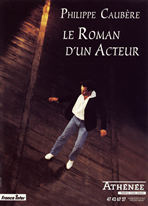 PHILIPPE CAUBÈRE
LE ROMAN
D'UN ACTEUR
ATHÉNÉE
47 42 67 27
France Inter